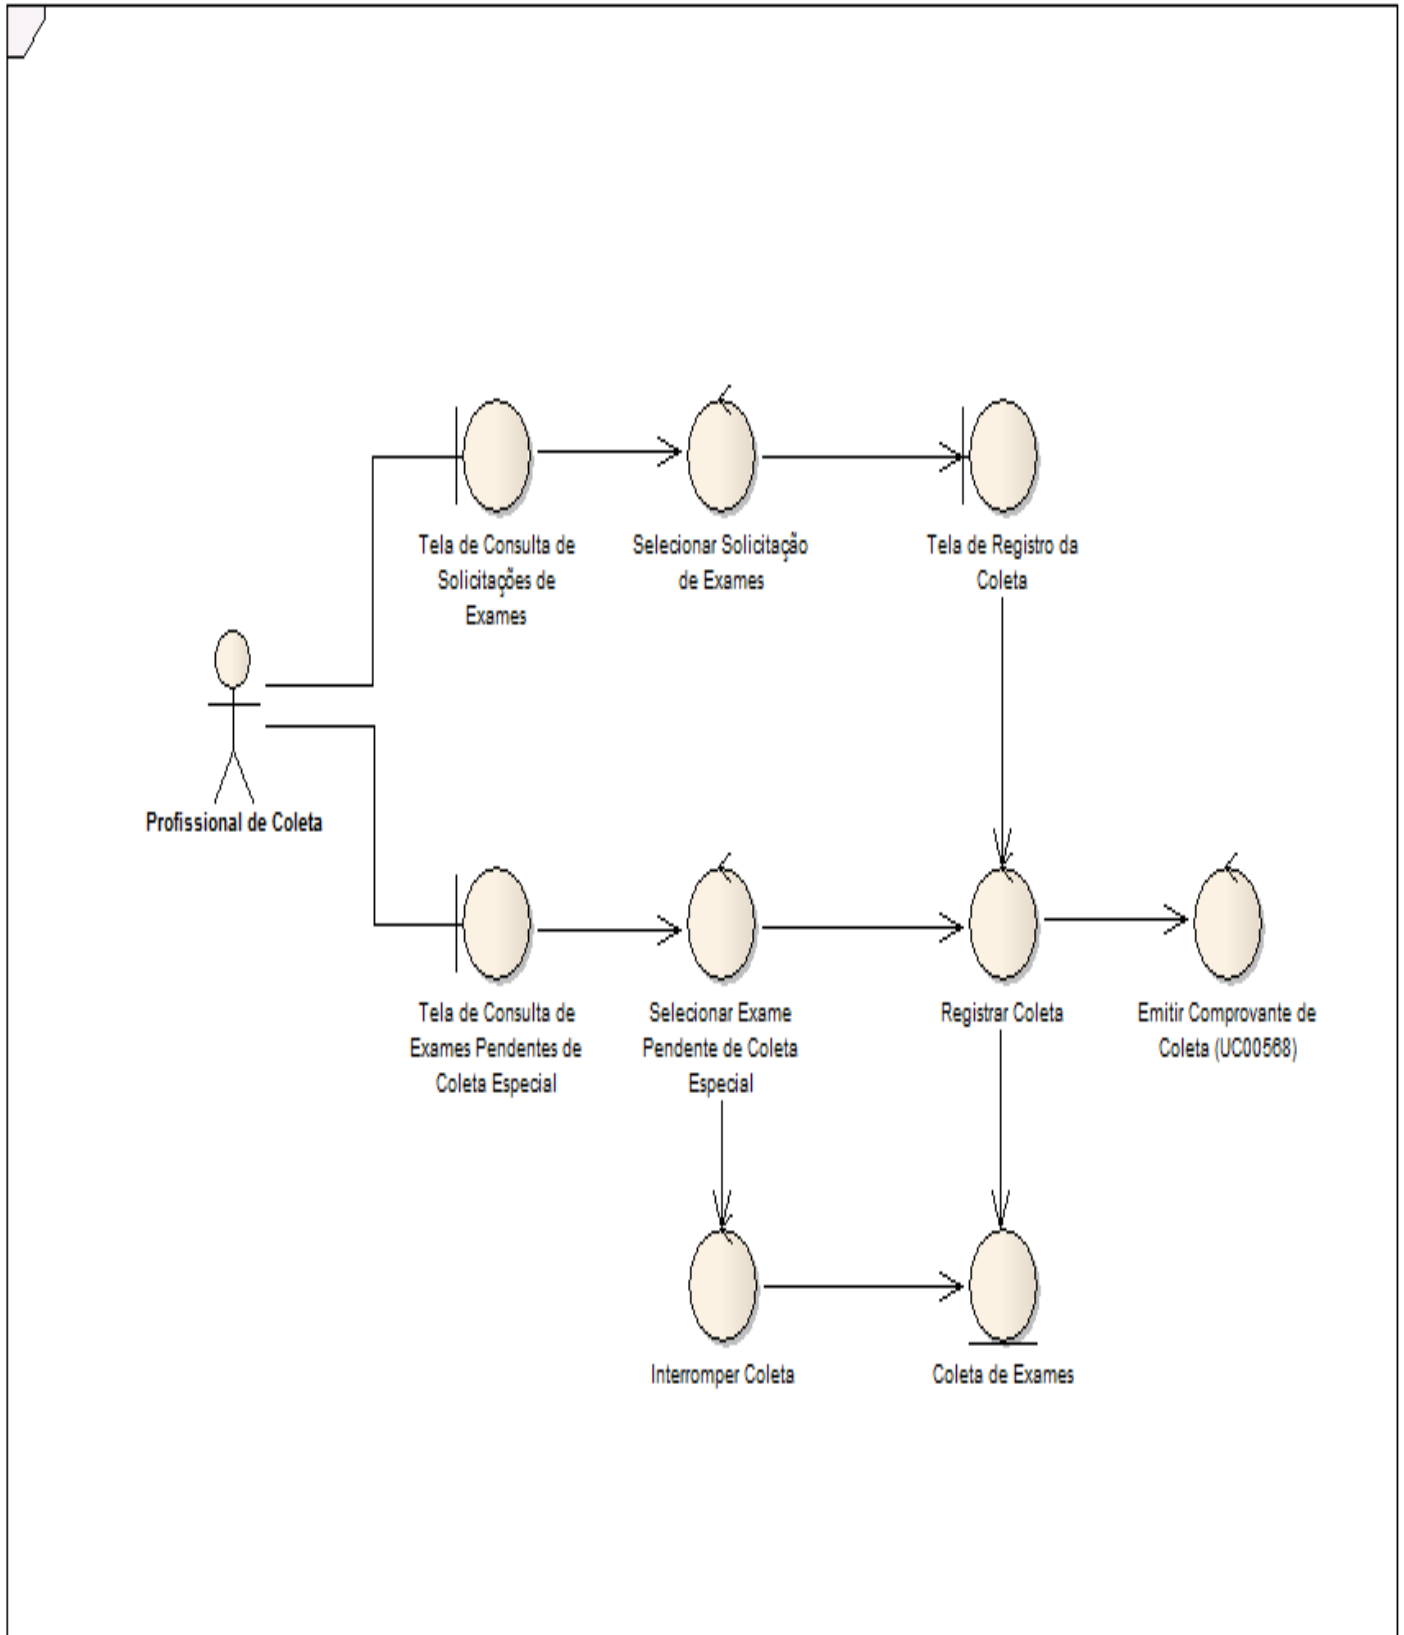 Tela de Consulta de
Solicitações de
Exames
Selecionar Solicitação
de Exames
Tela de Registro da
Coleta
Profissional de Coleta
Tela de Consulta de
Exames Pendentes de
Coleta Especial
Selecionar Exame
Pendente de Coleta
Especial
Registrar Coleta
Emitir Comprovante de
Coleta (UC00568)
Interromper Coleta
Coleta de Exames